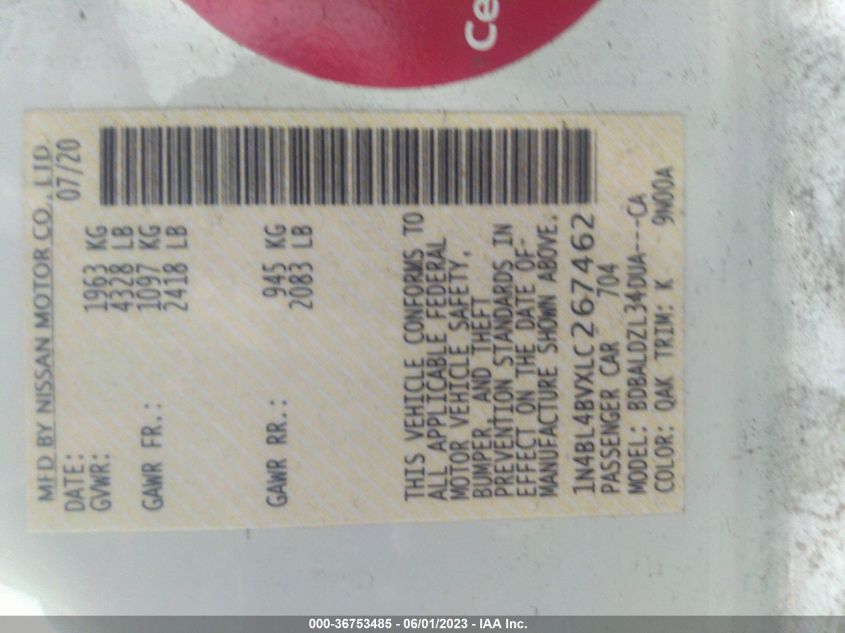 Ce
MFD BY NISSAN MOTOR CO., LTD.
DATE: 07/20
GVWR: 1963 KG
4328 LB
GAWR FR.: 1097 KG
2418 LB
GAWR RR.: 945 KG
2083 LB
THIS VEHICLE CONFORMS TO
ALL APPLICABLE FEDERAL
MOTOR VEHICLE SAFETY,
BUMPER, AND THEFT
PREVENTION STANDARDS IN
EFFECT ON THE DATE OF
MANUFACTURE SHOWN ABOVE.
1N4BL4BVXLC267462
PASSENGER CAR 704
MODEL: BDBALDZL34DUA---CA
COLOR: QAK TRIM: K 9N00A
000-36753485 - 06/01/2023 - IAA Inc.